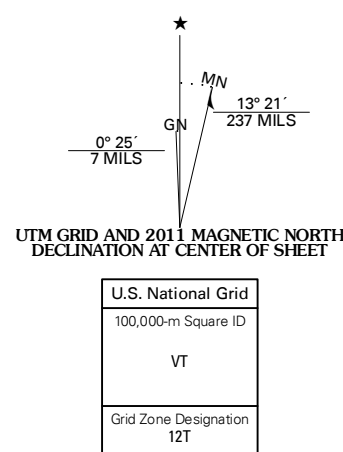 ★
MN
GN
13° 21´
237 MILS
0° 25´
7 MILS
UTM GRID AND 2011 MAGNETIC NORTH
DECLINATION AT CENTER OF SHEET
U.S. National Grid
100,000-m Square ID
VT
Grid Zone Designation
12T